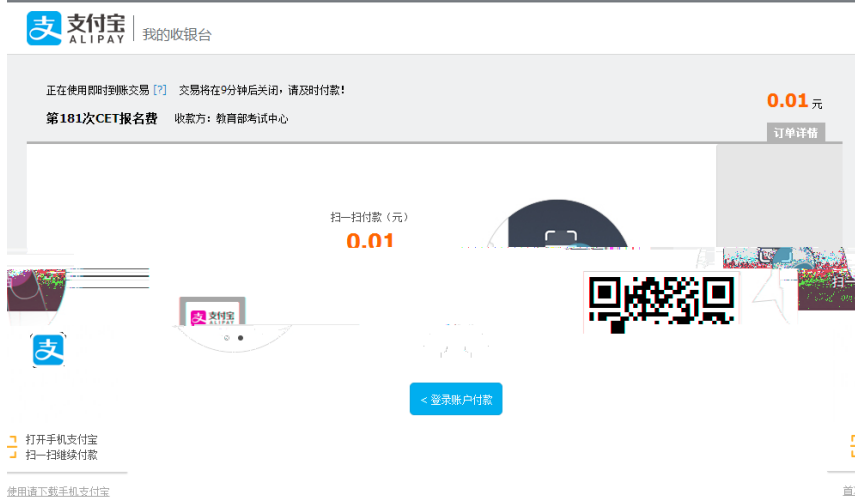 支付宝 ALIPAY 我的收银台
正在使用即时到账交易 [?] 交易将在9分钟后关闭，请及时付款！
0.01 元
第181次CET报名费 收款方：教育部考试中心
订单详情
扫一扫付款（元）
0.01
扫一
支付宝
支
< 登录账户付款
打开手机支付宝
扫一扫继续付款
使用请下载手机支付宝
首